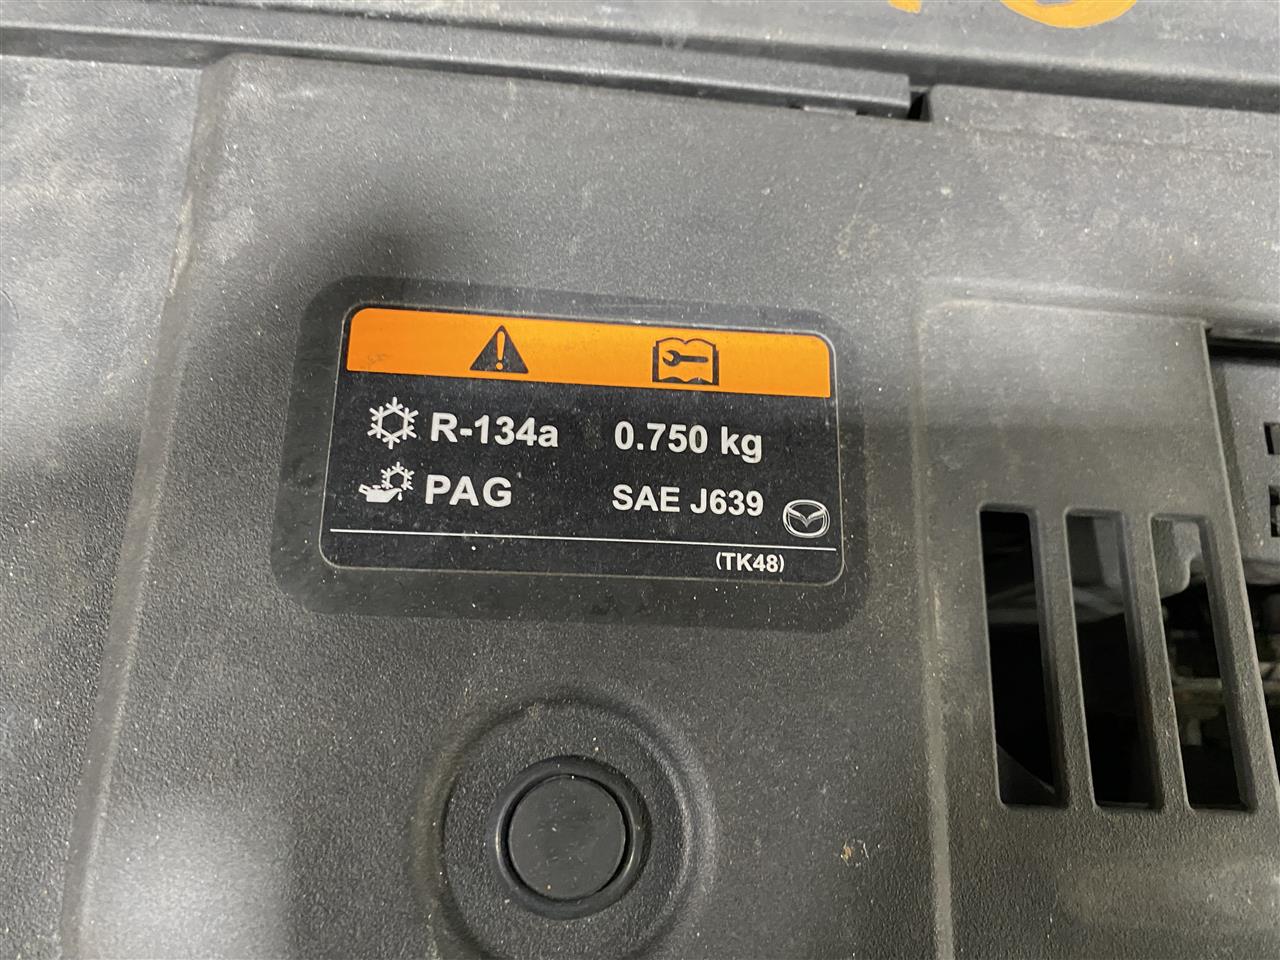 R-134a 0.750 kg
PAG SAE J639
(TK48)